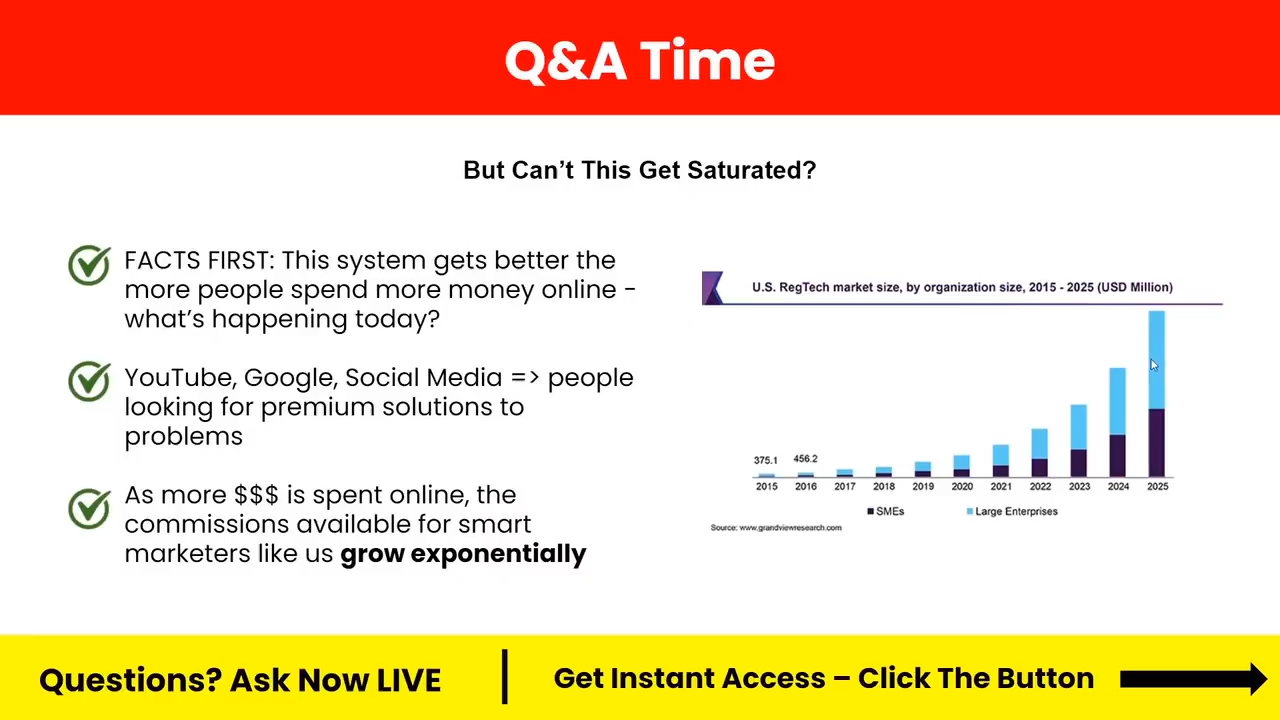 Q&A Time
But Can’t This Get Saturated?
FACTS FIRST: This system gets better the
more people spend more money online -
what’s happening today?
YouTube, Google, Social Media => people
looking for premium solutions to
problems
As more $$$ is spent online, the
commissions available for smart
marketers like us grow exponentially
U.S. RegTech market size, by organization size, 2015 - 2025 (USD Million)
375.1
456.2
2015 2016 2017 2018 2019 2020 2021 2022 2023 2024 2025
SMEs Large Enterprises
Source: www.grandviewresearch.com
Questions? Ask Now LIVE
Get Instant Access – Click The Button